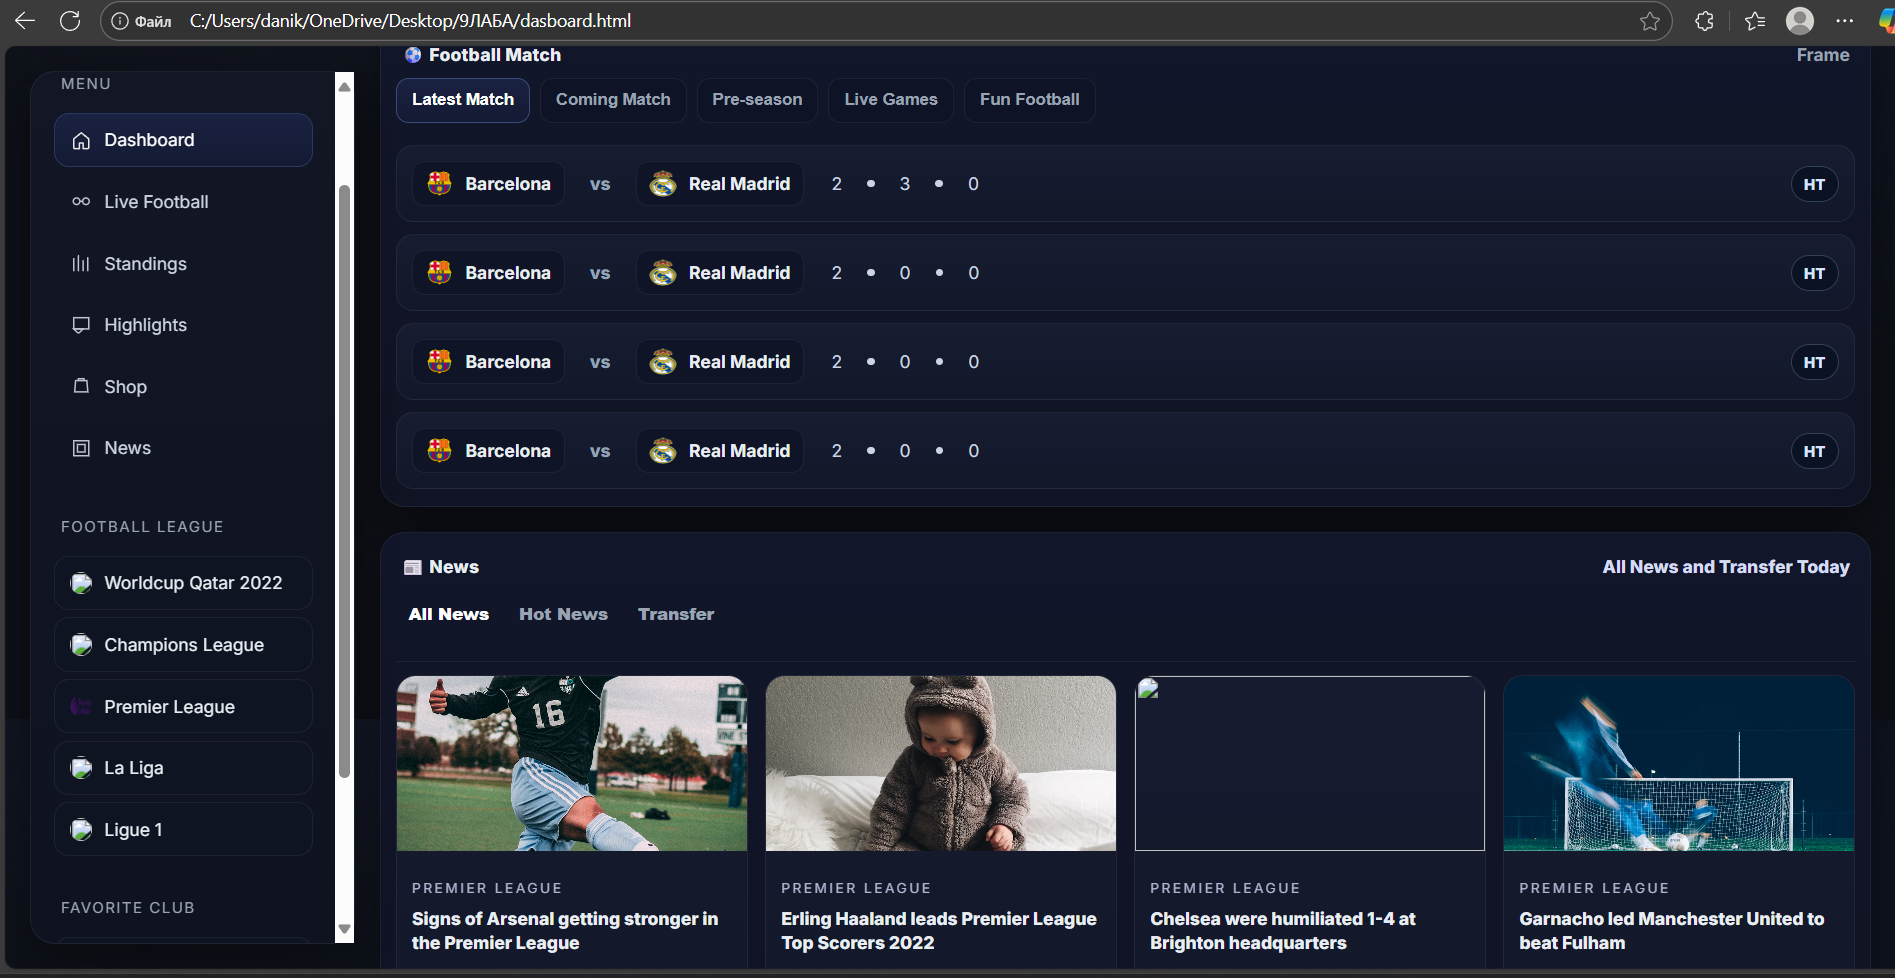 Файл C:/Users/danik/OneDrive/Desktop/9ЛАБА/dasboard.html
MENU
Dashboard
Live Football
Standings
Highlights
Shop
News
FOOTBALL LEAGUE
Worldcup Qatar 2022
Champions League
Premier League
La Liga
Ligue 1
FAVORITE CLUB
Football Match
Frame
Latest Match
Coming Match
Pre-season
Live Games
Fun Football
Barcelona vs Real Madrid 2 • 3 • 0 HT
Barcelona vs Real Madrid 2 • 0 • 0 HT
Barcelona vs Real Madrid 2 • 0 • 0 HT
Barcelona vs Real Madrid 2 • 0 • 0 HT
News
All News and Transfer Today
All News
Hot News
Transfer
16
PREMIER LEAGUE
Signs of Arsenal getting stronger in
the Premier League
PREMIER LEAGUE
Erling Haaland leads Premier League
Top Scorers 2022
PREMIER LEAGUE
Chelsea were humiliated 1-4 at
Brighton headquarters
PREMIER LEAGUE
Garnacho led Manchester United to
beat Fulham